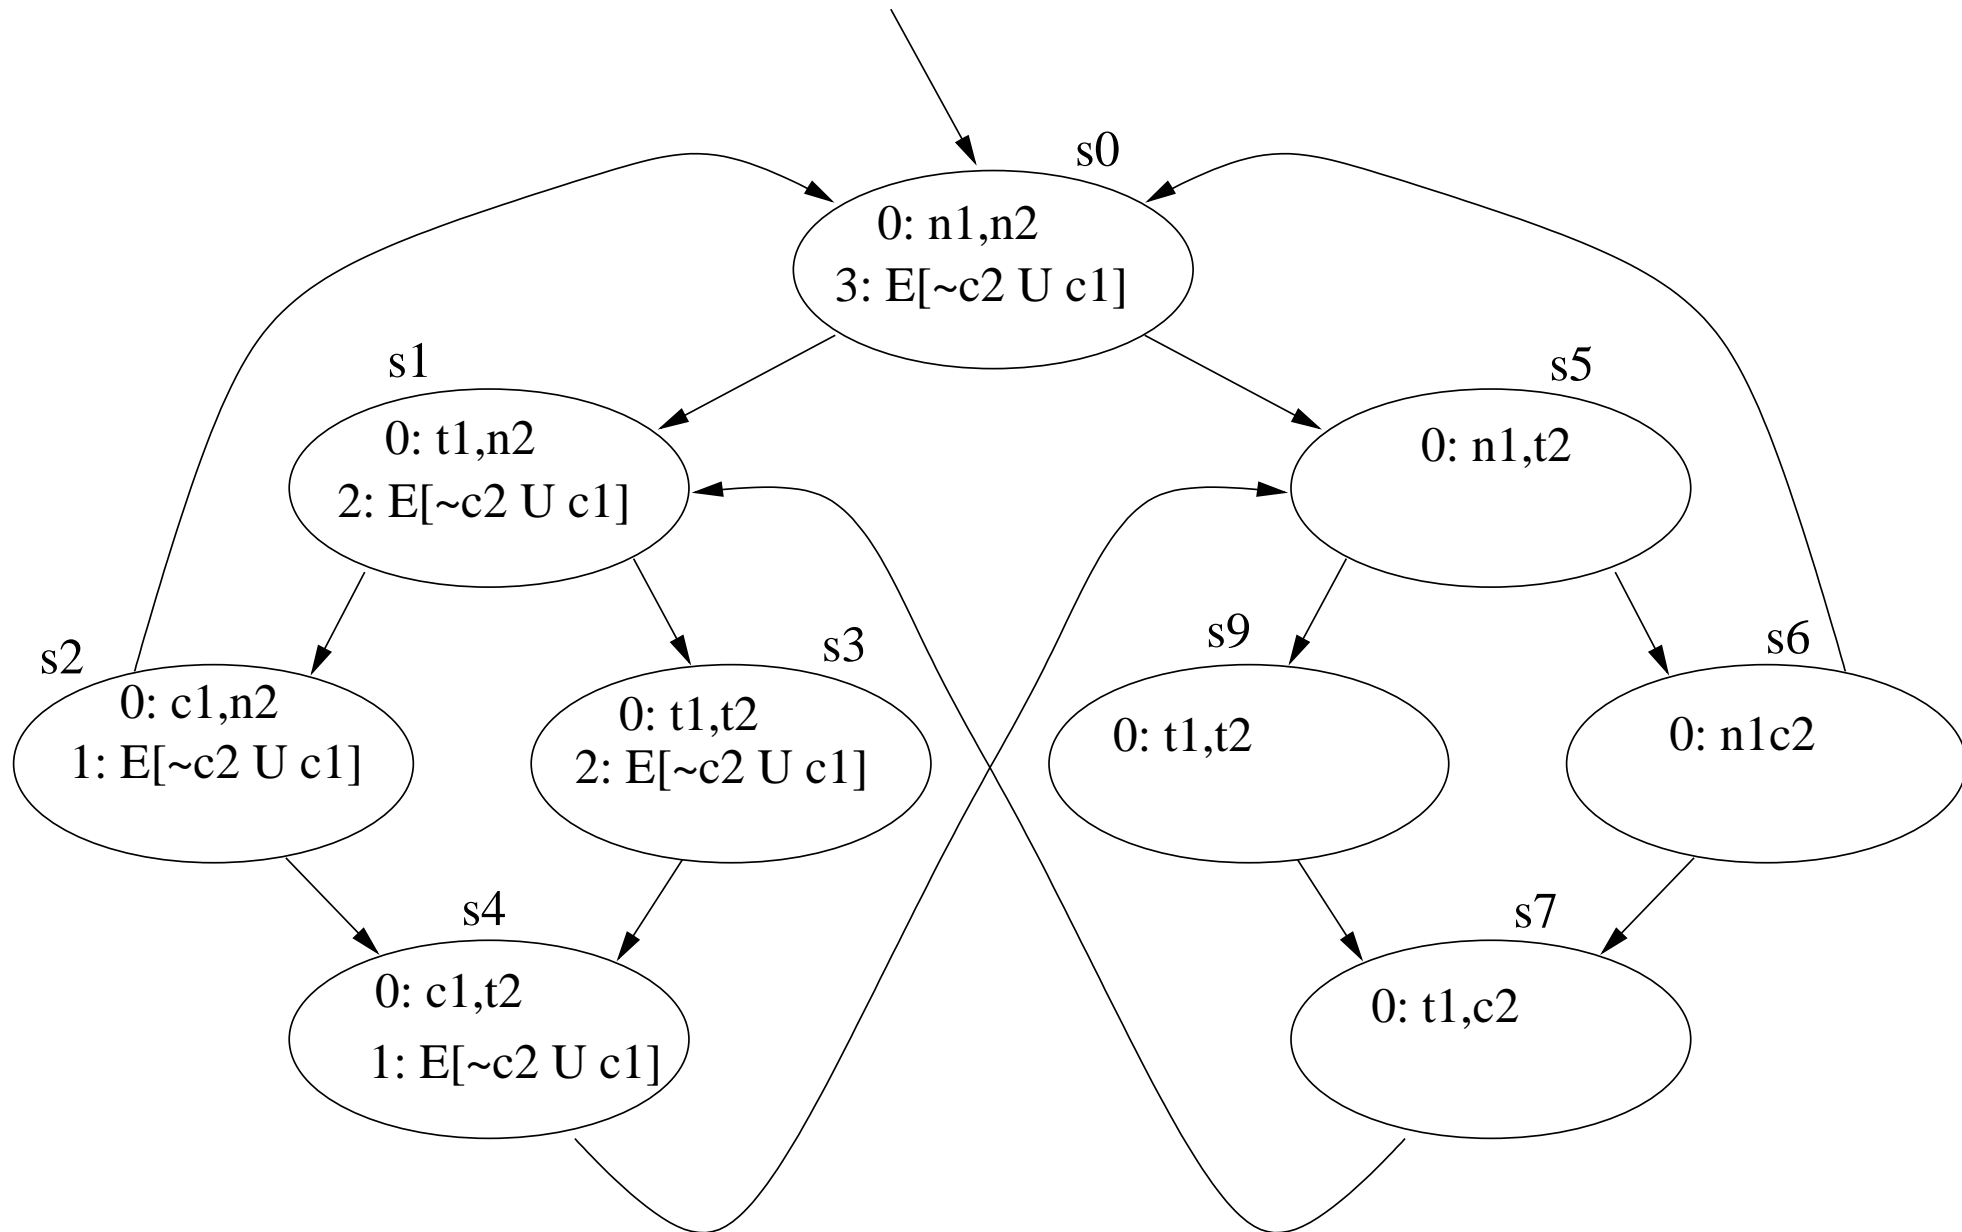 s0
0: n1,n2
3: E[~c2 U c1]
s1
0: t1,n2
2: E[~c2 U c1]
s5
0: n1,t2
s2
0: c1,n2
1: E[~c2 U c1]
s3
0: t1,t2
2: E[~c2 U c1]
s9
0: t1,t2
s6
0: n1c2
s4
0: c1,t2
1: E[~c2 U c1]
s7
0: t1,c2